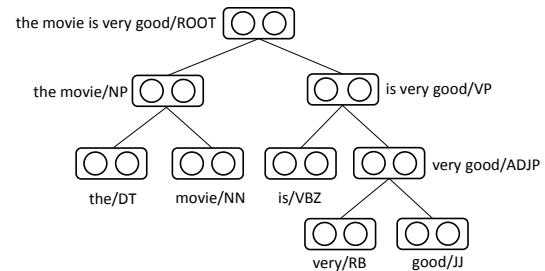 the movie is very good/ROOT
the movie/NP
is very good/VP
very good/ADJP
the/DT
movie/NN
is/VBZ
very/RB
good/JJ